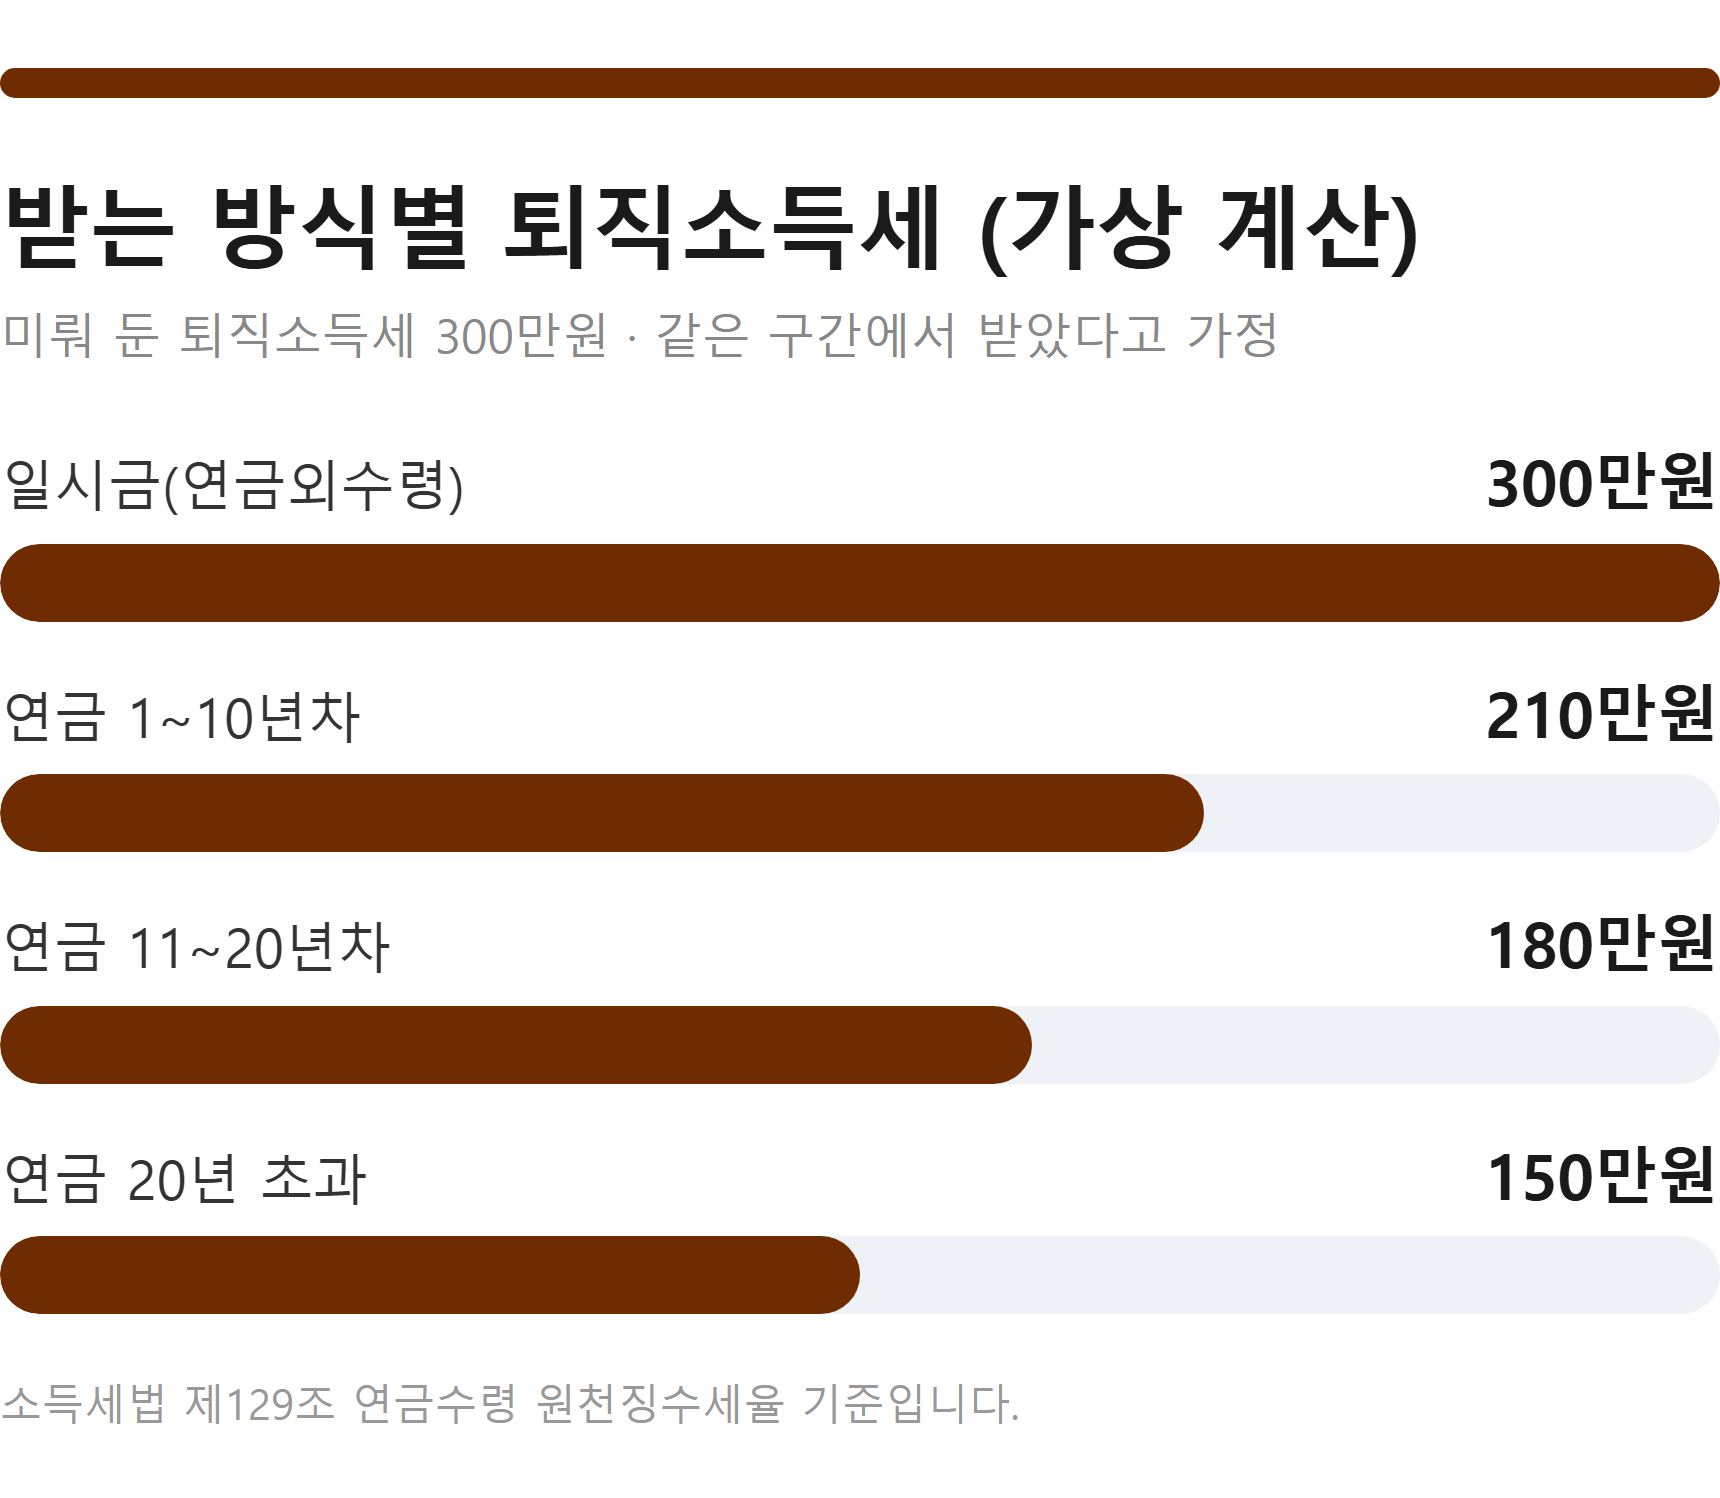 받는 방식별 퇴직소득세 (가상 계산)
미뤄 둔 퇴직소득세 300만원 · 같은 구간에서 받았다고 가정
일시금(연금외수령) 300만원
연금 1~10년차 210만원
연금 11~20년차 180만원
연금 20년 초과 150만원
소득세법 제129조 연금수령 원천징수세율 기준입니다.